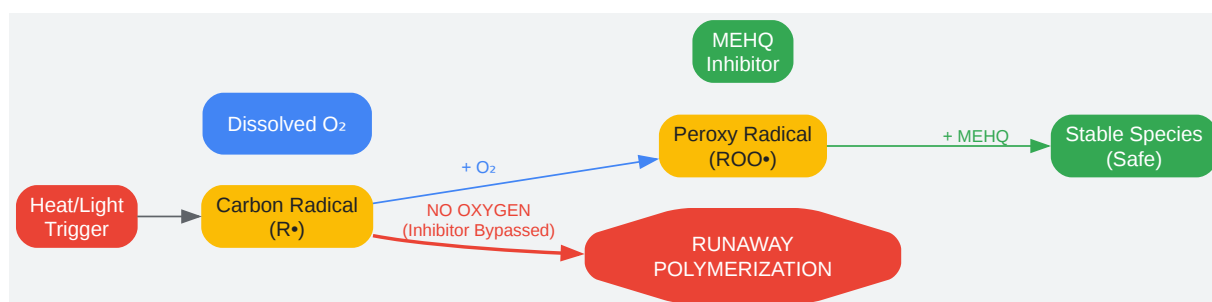 MEHQ
Inhibitor
Dissolved O₂
Peroxy Radical
(ROO•)
+ MEHQ
Stable Species
(Safe)
+ O₂
Heat/Light
Trigger
Carbon Radical
(R•)
NO OXYGEN
(Inhibitor Bypassed)
RUNAWAY
POLYMERIZATION